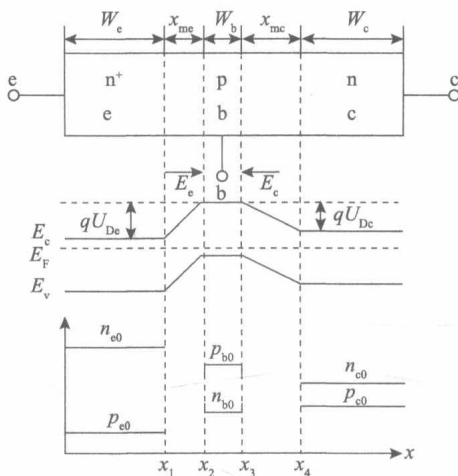 W_e x_me W_b x_mc W_c
e n⁺ p n c
e b c
b
E_e E_c
qU_De qU_Dc
E_c
E_F
E_v
n_e0
p_b0
n_c0
n_b0
p_c0
p_e0
x_1 x_2 x_3 x_4 x